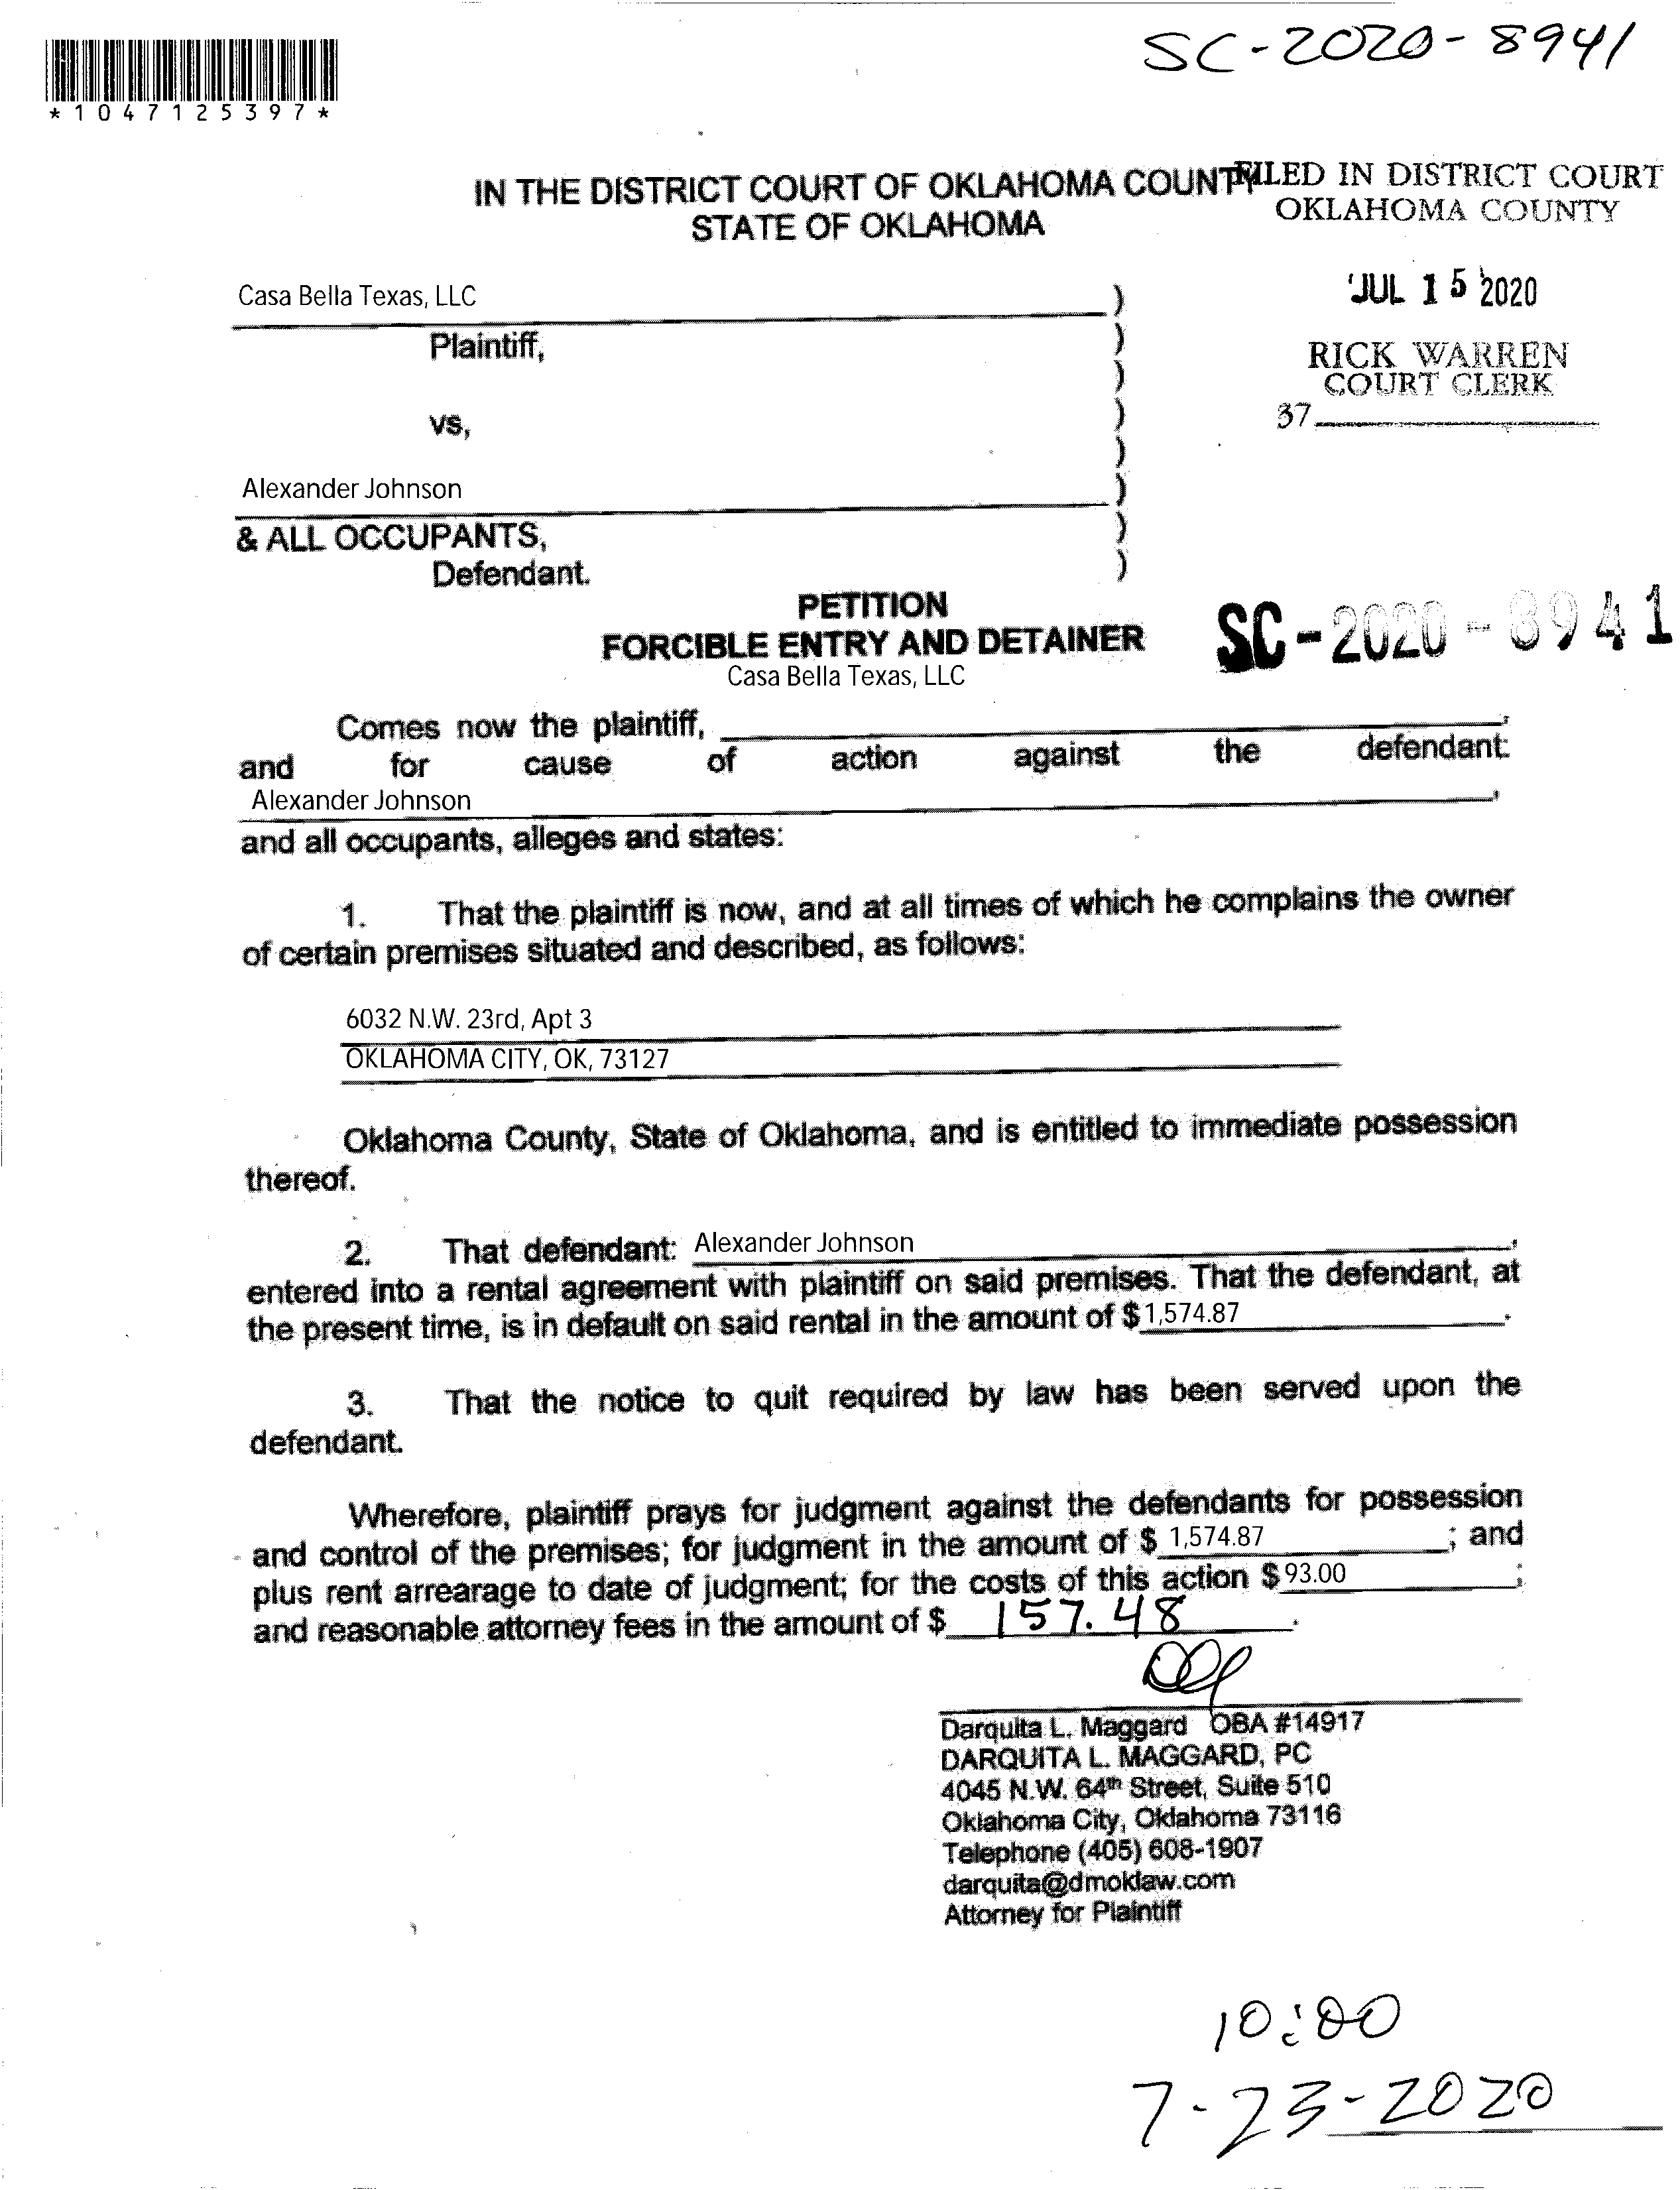 SC-2020-8941
*1047125397*
IN THE DISTRICT COURT OF OKLAHOMA COUNTY
STATE OF OKLAHOMA
FILED IN DISTRICT COURT
OKLAHOMA COUNTY
JUL 15 2020
RICK WARREN
COURT CLERK
37
Casa Bella Texas, LLC )
Plaintiff, )
)
vs, )
)
Alexander Johnson )
& ALL OCCUPANTS, )
Defendant. )
PETITION
FORCIBLE ENTRY AND DETAINER
SC-2020-8941
Casa Bella Texas, LLC
Comes now the plaintiff, ,
and for cause of action against the defendant:
Alexander Johnson ,
and all occupants, alleges and states:
1. That the plaintiff is now, and at all times of which he complains the owner
of certain premises situated and described, as follows:
6032 N.W. 23rd, Apt 3
OKLAHOMA CITY, OK, 73127
Oklahoma County, State of Oklahoma, and is entitled to immediate possession
thereof.
2. That defendant: Alexander Johnson ,
entered into a rental agreement with plaintiff on said premises. That the defendant, at
the present time, is in default on said rental in the amount of $1,574.87 .
3. That the notice to quit required by law has been served upon the
defendant.
Wherefore, plaintiff prays for judgment against the defendants for possession
and control of the premises; for judgment in the amount of $ 1,574.87 ; and
plus rent arrearage to date of judgment; for the costs of this action $93.00 ;
and reasonable attorney fees in the amount of $ 157.48 .
Darquita L. Maggard OBA #14917
DARQUITA L. MAGGARD, PC
4045 N.W. 64th Street, Suite 510
Oklahoma City, Oklahoma 73116
Telephone (405) 608-1907
darquita@dmoklaw.com
Attorney for Plaintiff
10:00
7-23-2020